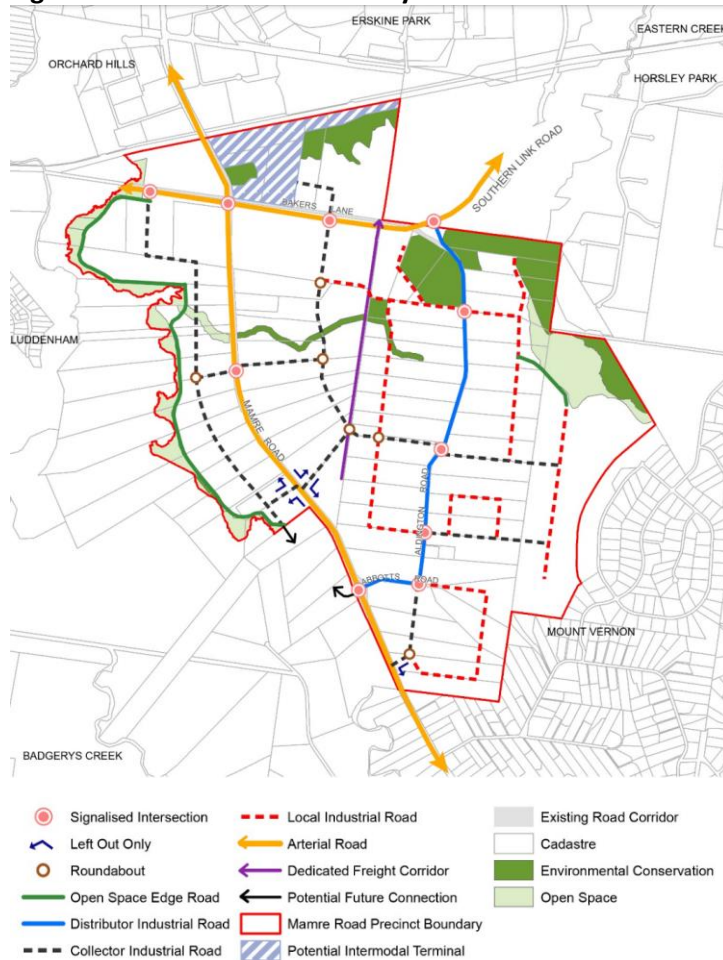 ERSKINE PARK
EASTERN CREEK
ORCHARD HILLS
HORSLEY PARK
SOUTHERN LINK ROAD
BAKERS LANE
LUDDENHAM
MAMRE ROAD
ALDINGTON ROAD
ABBOTTS ROAD
MOUNT VERNON
BADGERYS CREEK
Signalised Intersection
Left Out Only
Roundabout
Open Space Edge Road
Distributor Industrial Road
Collector Industrial Road
Local Industrial Road
Arterial Road
Dedicated Freight Corridor
Potential Future Connection
Mamre Road Precinct Boundary
Potential Intermodal Terminal
Existing Road Corridor
Cadastre
Environmental Conservation
Open Space